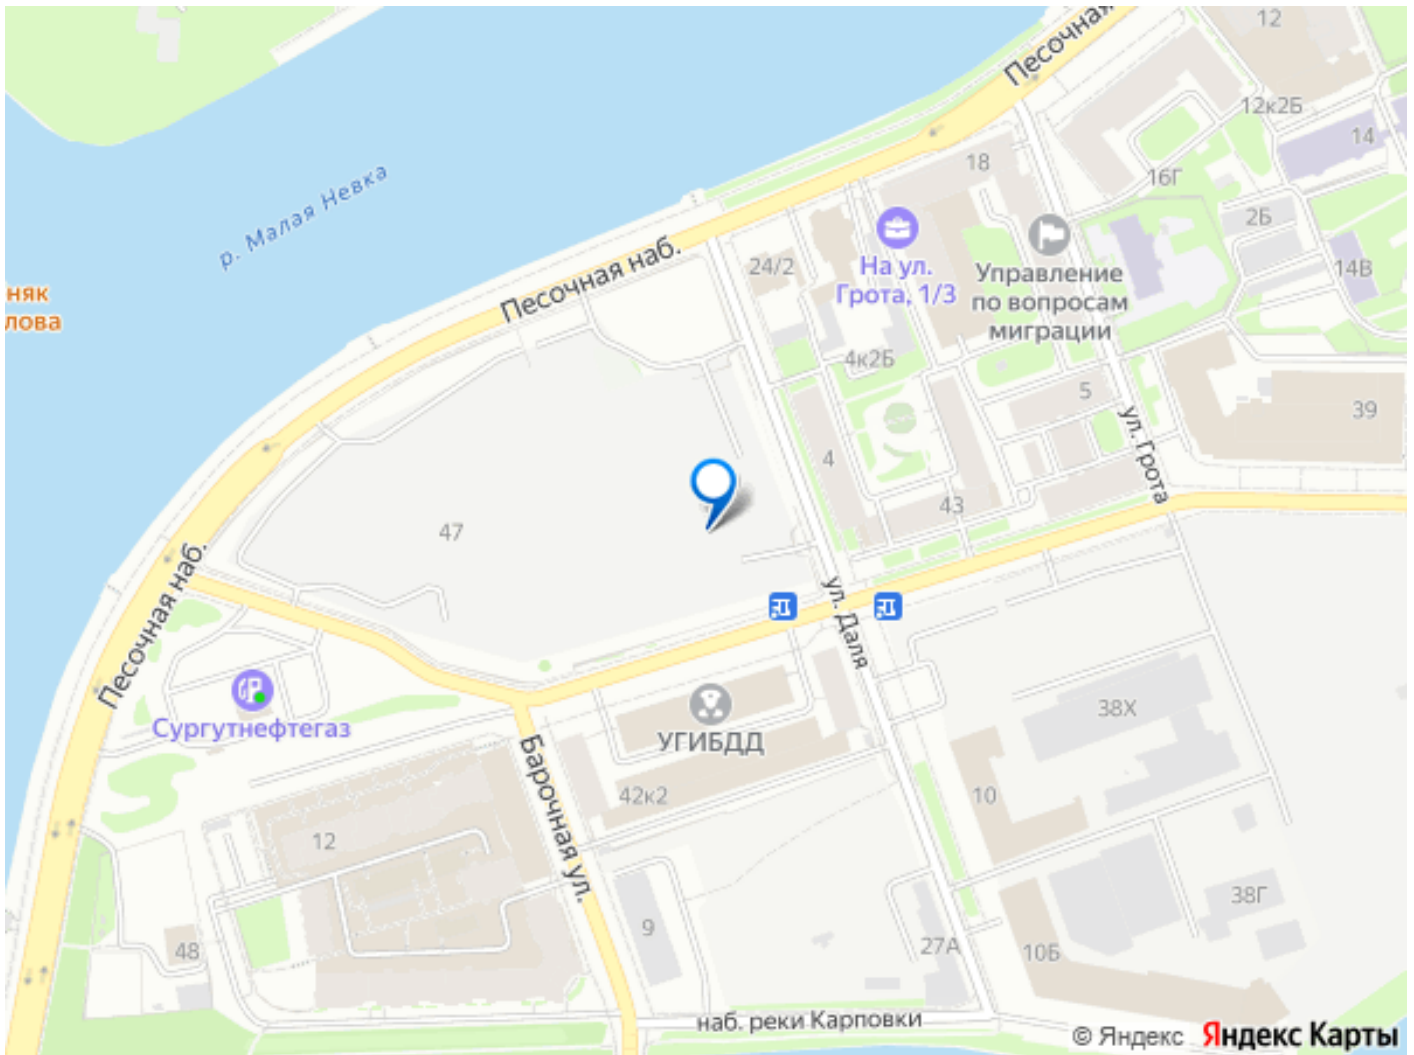 Песочная
12
12к2Б
14
18
16Г
2Б
14В
р. Малая Невка
Песочная наб.
24/2
На ул.
Грота, 1/3
Управление
по вопросам
миграции
няк
лова
4к2Б
5
39
ул. Грота
4
43
47
Песочная наб.
ул. Даля
Сургутнефтегаз
УГИБДД
38Х
Барочная ул.
42к2
10
12
38Г
9
48
27А
10Б
наб. реки Карповки
© Яндекс Яндекс Карты